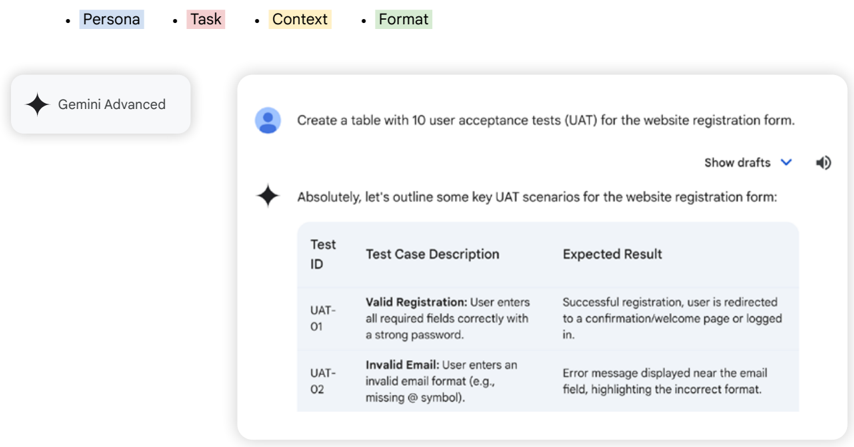 • Persona • Task • Context • Format
Gemini Advanced
Create a table with 10 user acceptance tests (UAT) for the website registration form.
Show drafts
Absolutely, let's outline some key UAT scenarios for the website registration form:
Test
ID
Test Case Description
Expected Result
UAT-
01
Valid Registration: User enters
all required fields correctly with
a strong password.
Successful registration, user is redirected
to a confirmation/welcome page or logged
in.
UAT-
02
Invalid Email: User enters an
invalid email format (e.g.,
missing @ symbol).
Error message displayed near the email
field, highlighting the incorrect format.